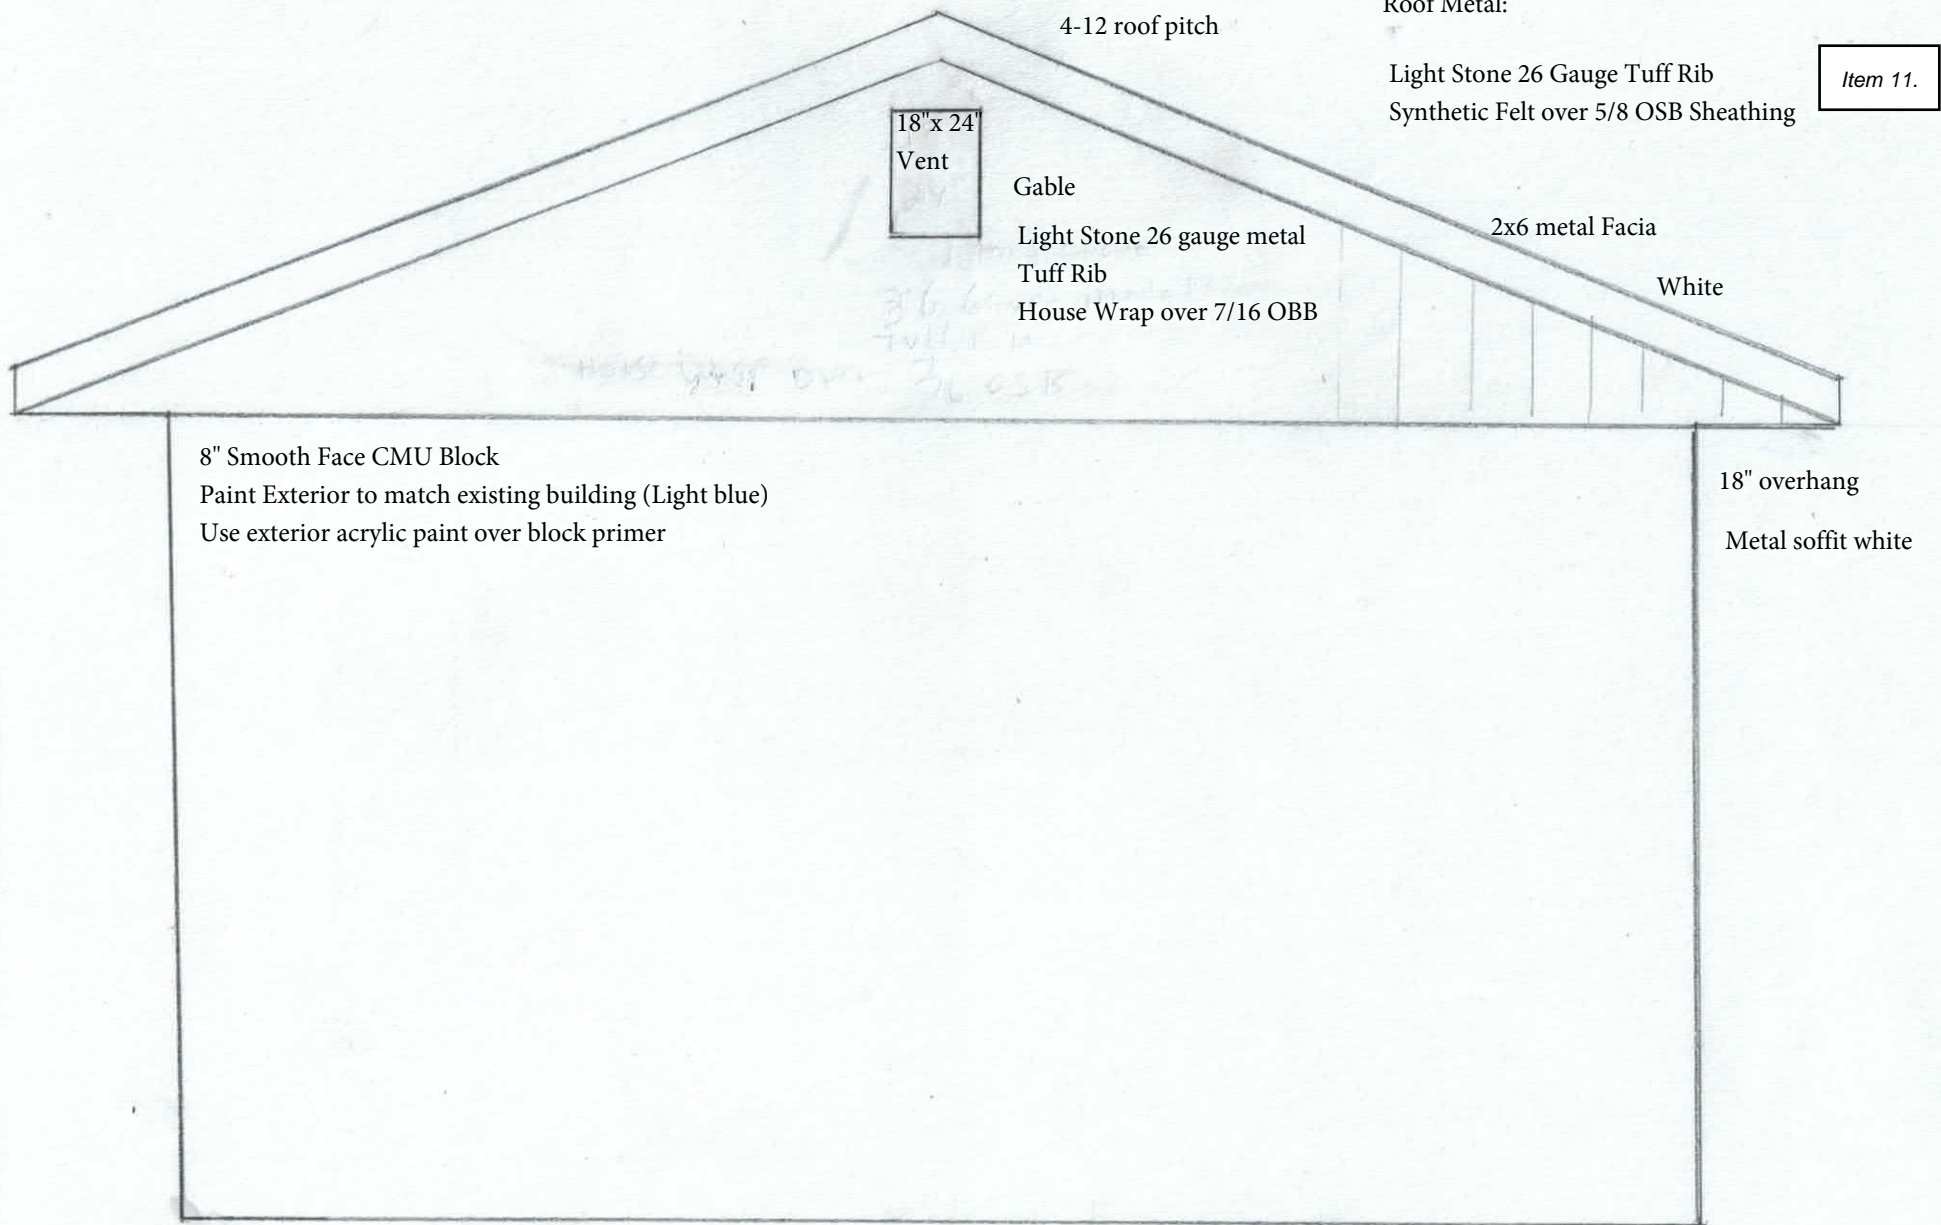 4-12 roof pitch
Roof Metal:
Light Stone 26 Gauge Tuff Rib
Synthetic Felt over 5/8 OSB Sheathing
Item 11.
18"x 24"
Vent
Gable
Light Stone 26 gauge metal
Tuff Rib
House Wrap over 7/16 OBB
2x6 metal Facia
White
8" Smooth Face CMU Block
Paint Exterior to match existing building (Light blue)
Use exterior acrylic paint over block primer
18" overhang
Metal soffit white